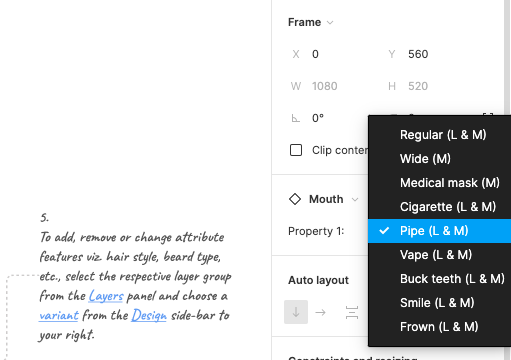 Frame
X 0 Y 560
W 1080 H 520
0°
Clip conten
Mouth
Property 1:
Regular (L & M)
Wide (M)
Medical mask (M)
Cigarette (L & M)
Pipe (L & M)
Vape (L & M)
Buck teeth (L & M)
Smile (L & M)
Frown (L & M)
Auto layout
5.
To add, remove or change attribute
features viz. hair style, beard type,
etc., select the respective layer group
from the Layers panel and choose a
variant from the Design side-bar to
your right.